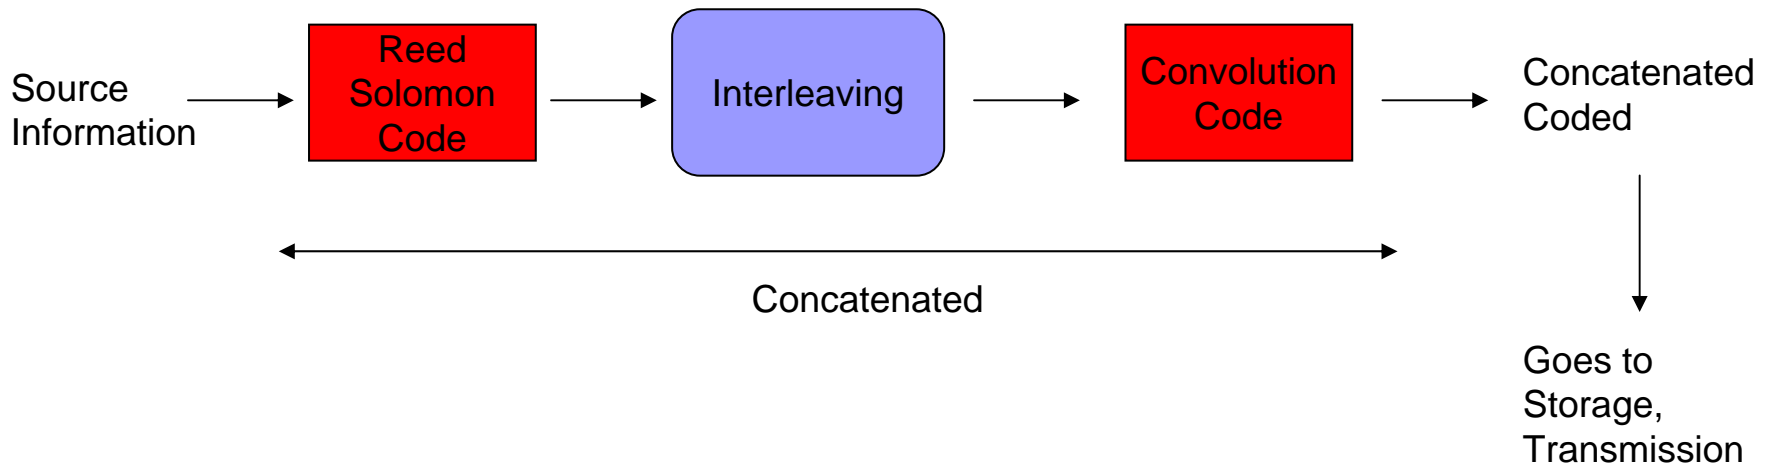 Source
Information
Reed
Solomon
Code
Interleaving
Convolution
Code
Concatenated
Coded
Concatenated
Goes to
Storage,
Transmission